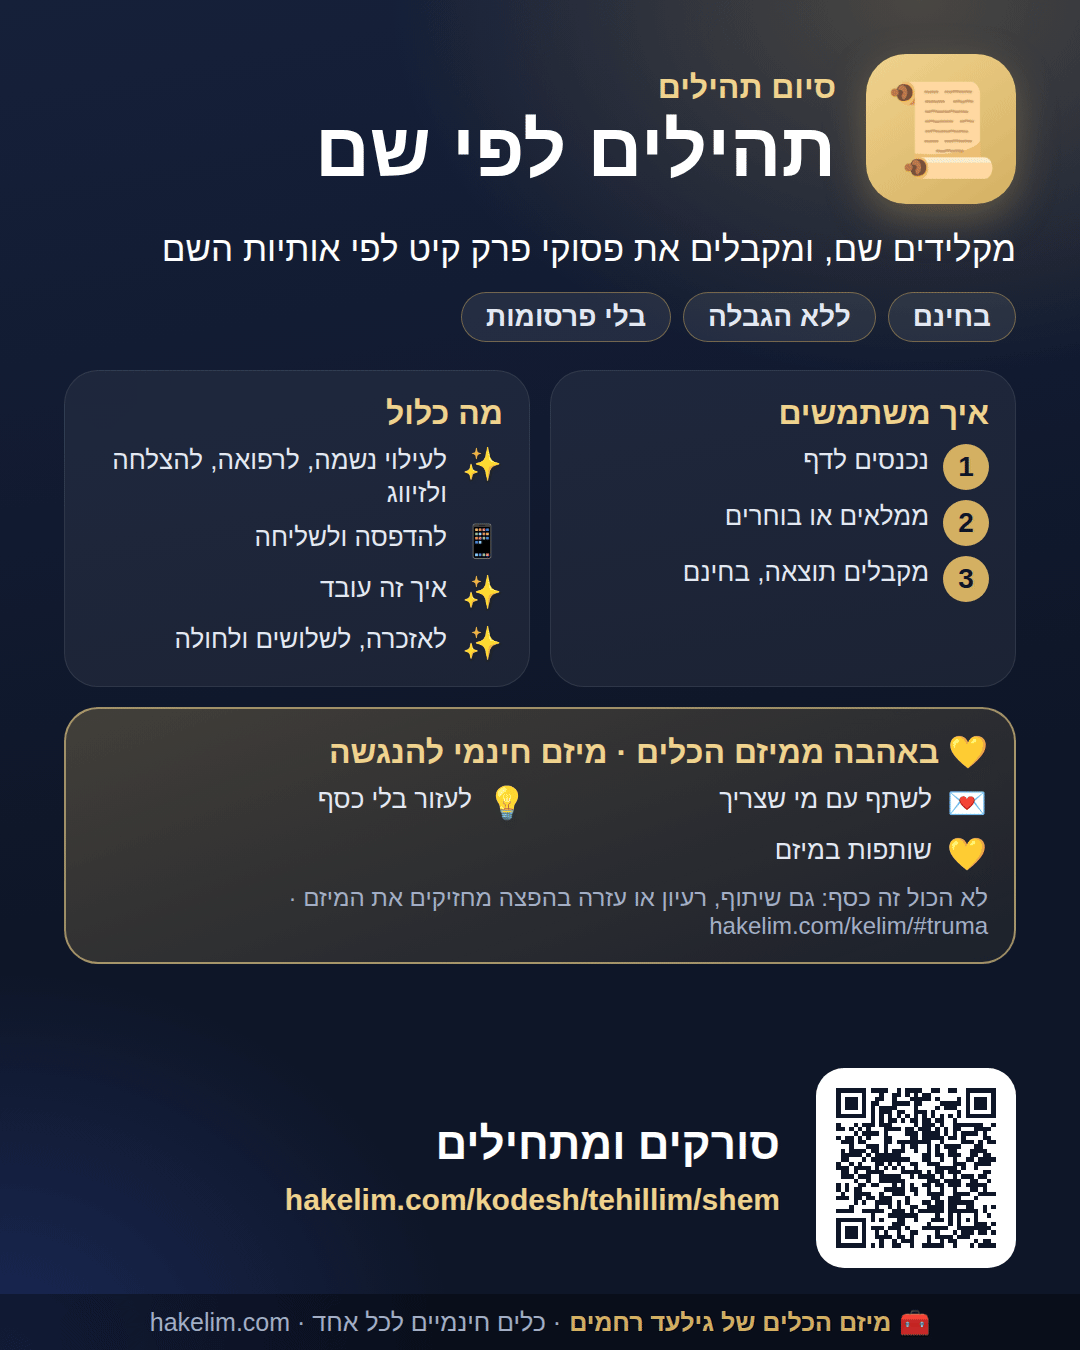 סיום תהילים
תהילים לפי שם
מקלידים שם, ומקבלים את פסוקי פרק קיט לפי אותיות השם
בחינם
ללא הגבלה
בלי פרסומות
איך משתמשים
1 נכנסים לדף
2 ממלאים או בוחרים
3 מקבלים תוצאה, בחינם
מה כלול
לעילוי נשמה, לרפואה, להצלחה
ולזיווג
להדפסה ולשליחה
איך זה עובד
לאזכרה, לשלושים ולחולה
באהבה ממיזם הכלים · מיזם חינמי להנגשה
לשתף עם מי שצריך
לעזור בלי כסף
שותפות במיזם
לא הכול זה כסף: גם שיתוף, רעיון או עזרה בהפצה מחזיקים את המיזם ·
hakelim.com/kelim/#truma
סורקים ומתחילים
hakelim.com/kodesh/tehillim/shem
מיזם הכלים של גילעד רחמים · כלים חינמיים לכל אחד · hakelim.com